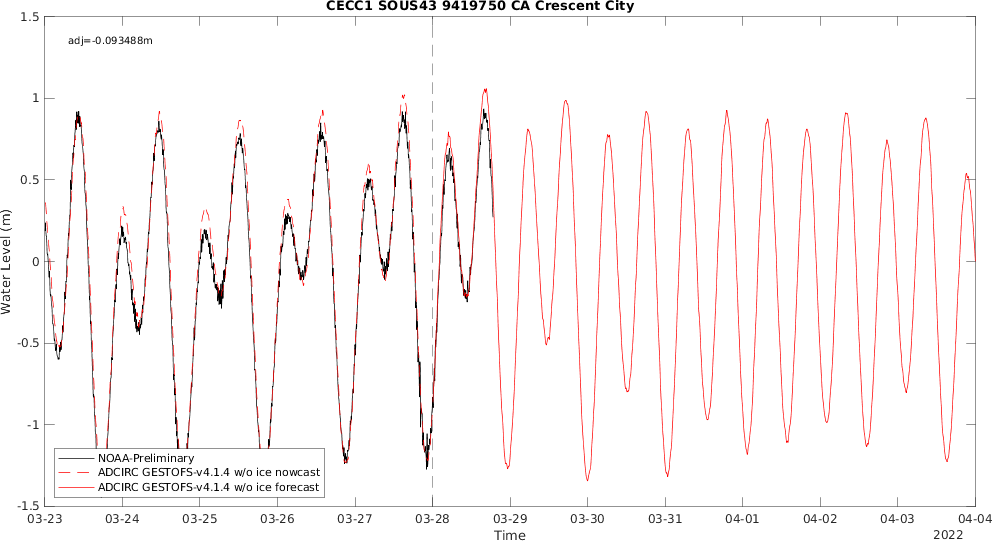 CECC1 SOUS43 9419750 CA Crescent City
adj=-0.093488m
1.5
1
0.5
0
-0.5
-1
-1.5
Water Level (m)
NOAA-Preliminary
ADCIRC GESTOFS-v4.1.4 w/o ice nowcast
ADCIRC GESTOFS-v4.1.4 w/o ice forecast
03-23 03-24 03-25 03-26 03-27 03-28 03-29 03-30 03-31 04-01 04-02 04-03 04-04
Time
2022